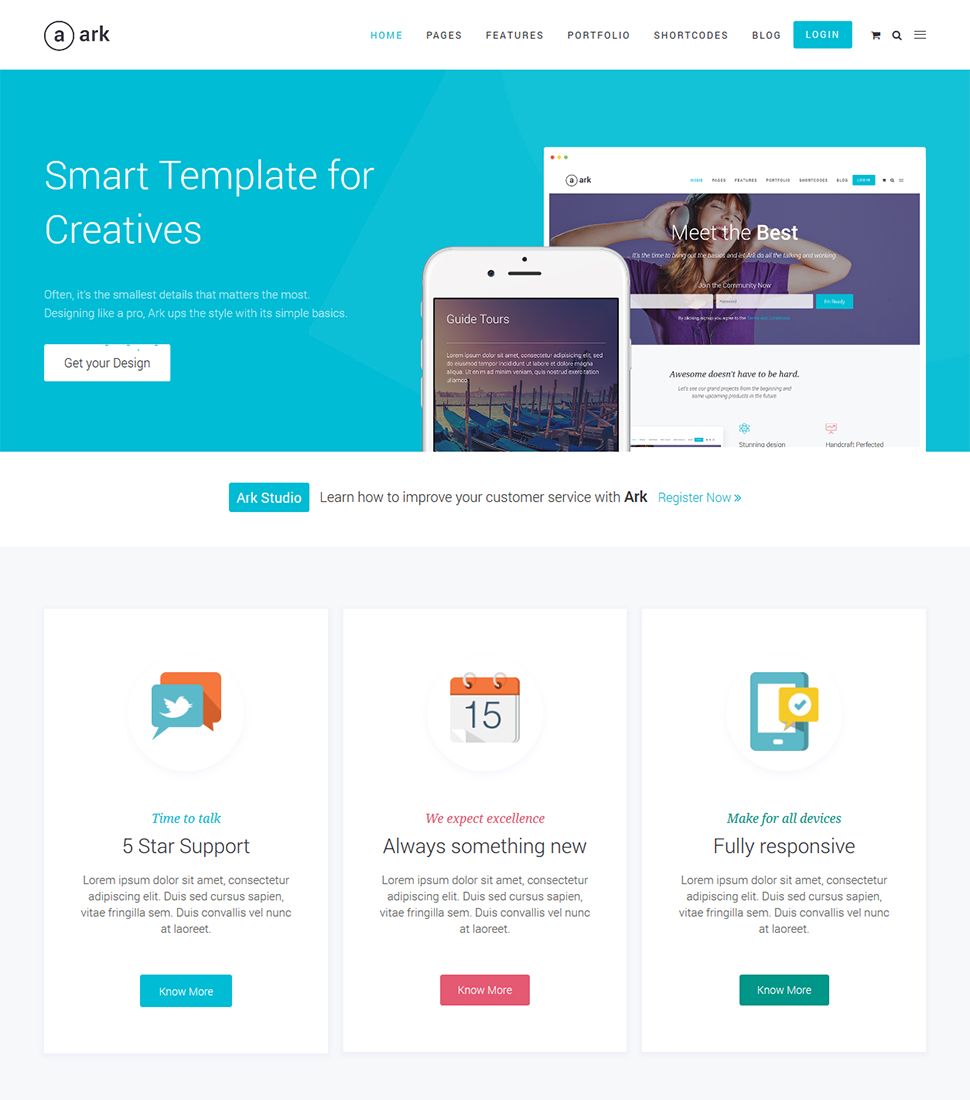 a ark
HOME PAGES FEATURES PORTFOLIO SHORTCODES BLOG LOGIN
Smart Template for
Creatives
Often, it's the smallest details that matters the most.
Designing like a pro, Ark ups the style with its simple basics.
Get your Design
a ark
HOME PAGES FEATURES PORTFOLIO SHORTCODES BLOG LOGIN
Meet the Best
It's the time to bring out the basics and let Ark do all the talking and working
Join the Community Now
Password
I'm Ready
By clicking signup you agree to the Terms and Conditions
Awesome doesn't have to be hard.
Let's see our grand projects from the beginning and
some upcoming products in the future
Stunning design
Handcraft Perfected
Guide Tours
Lorem ipsum dolor sit amet, consectetur adipisicing elit, sed do
eiusmod tempor incididunt ut labore et dolore magna
aliqua. Ut en ad minim veniam, quis nostrud exercitation
ullamco.
Ark Studio Learn how to improve your customer service with Ark Register Now »
15
Time to talk
5 Star Support
Lorem ipsum dolor sit amet, consectetur
adipiscing elit. Duis sed cursus sapien,
vitae fringilla sem. Duis convallis vel nunc
at laoreet.
Know More
We expect excellence
Always something new
Lorem ipsum dolor sit amet, consectetur
adipiscing elit. Duis sed cursus sapien,
vitae fringilla sem. Duis convallis vel nunc
at laoreet.
Know More
Make for all devices
Fully responsive
Lorem ipsum dolor sit amet, consectetur
adipiscing elit. Duis sed cursus sapien,
vitae fringilla sem. Duis convallis vel nunc
at laoreet.
Know More